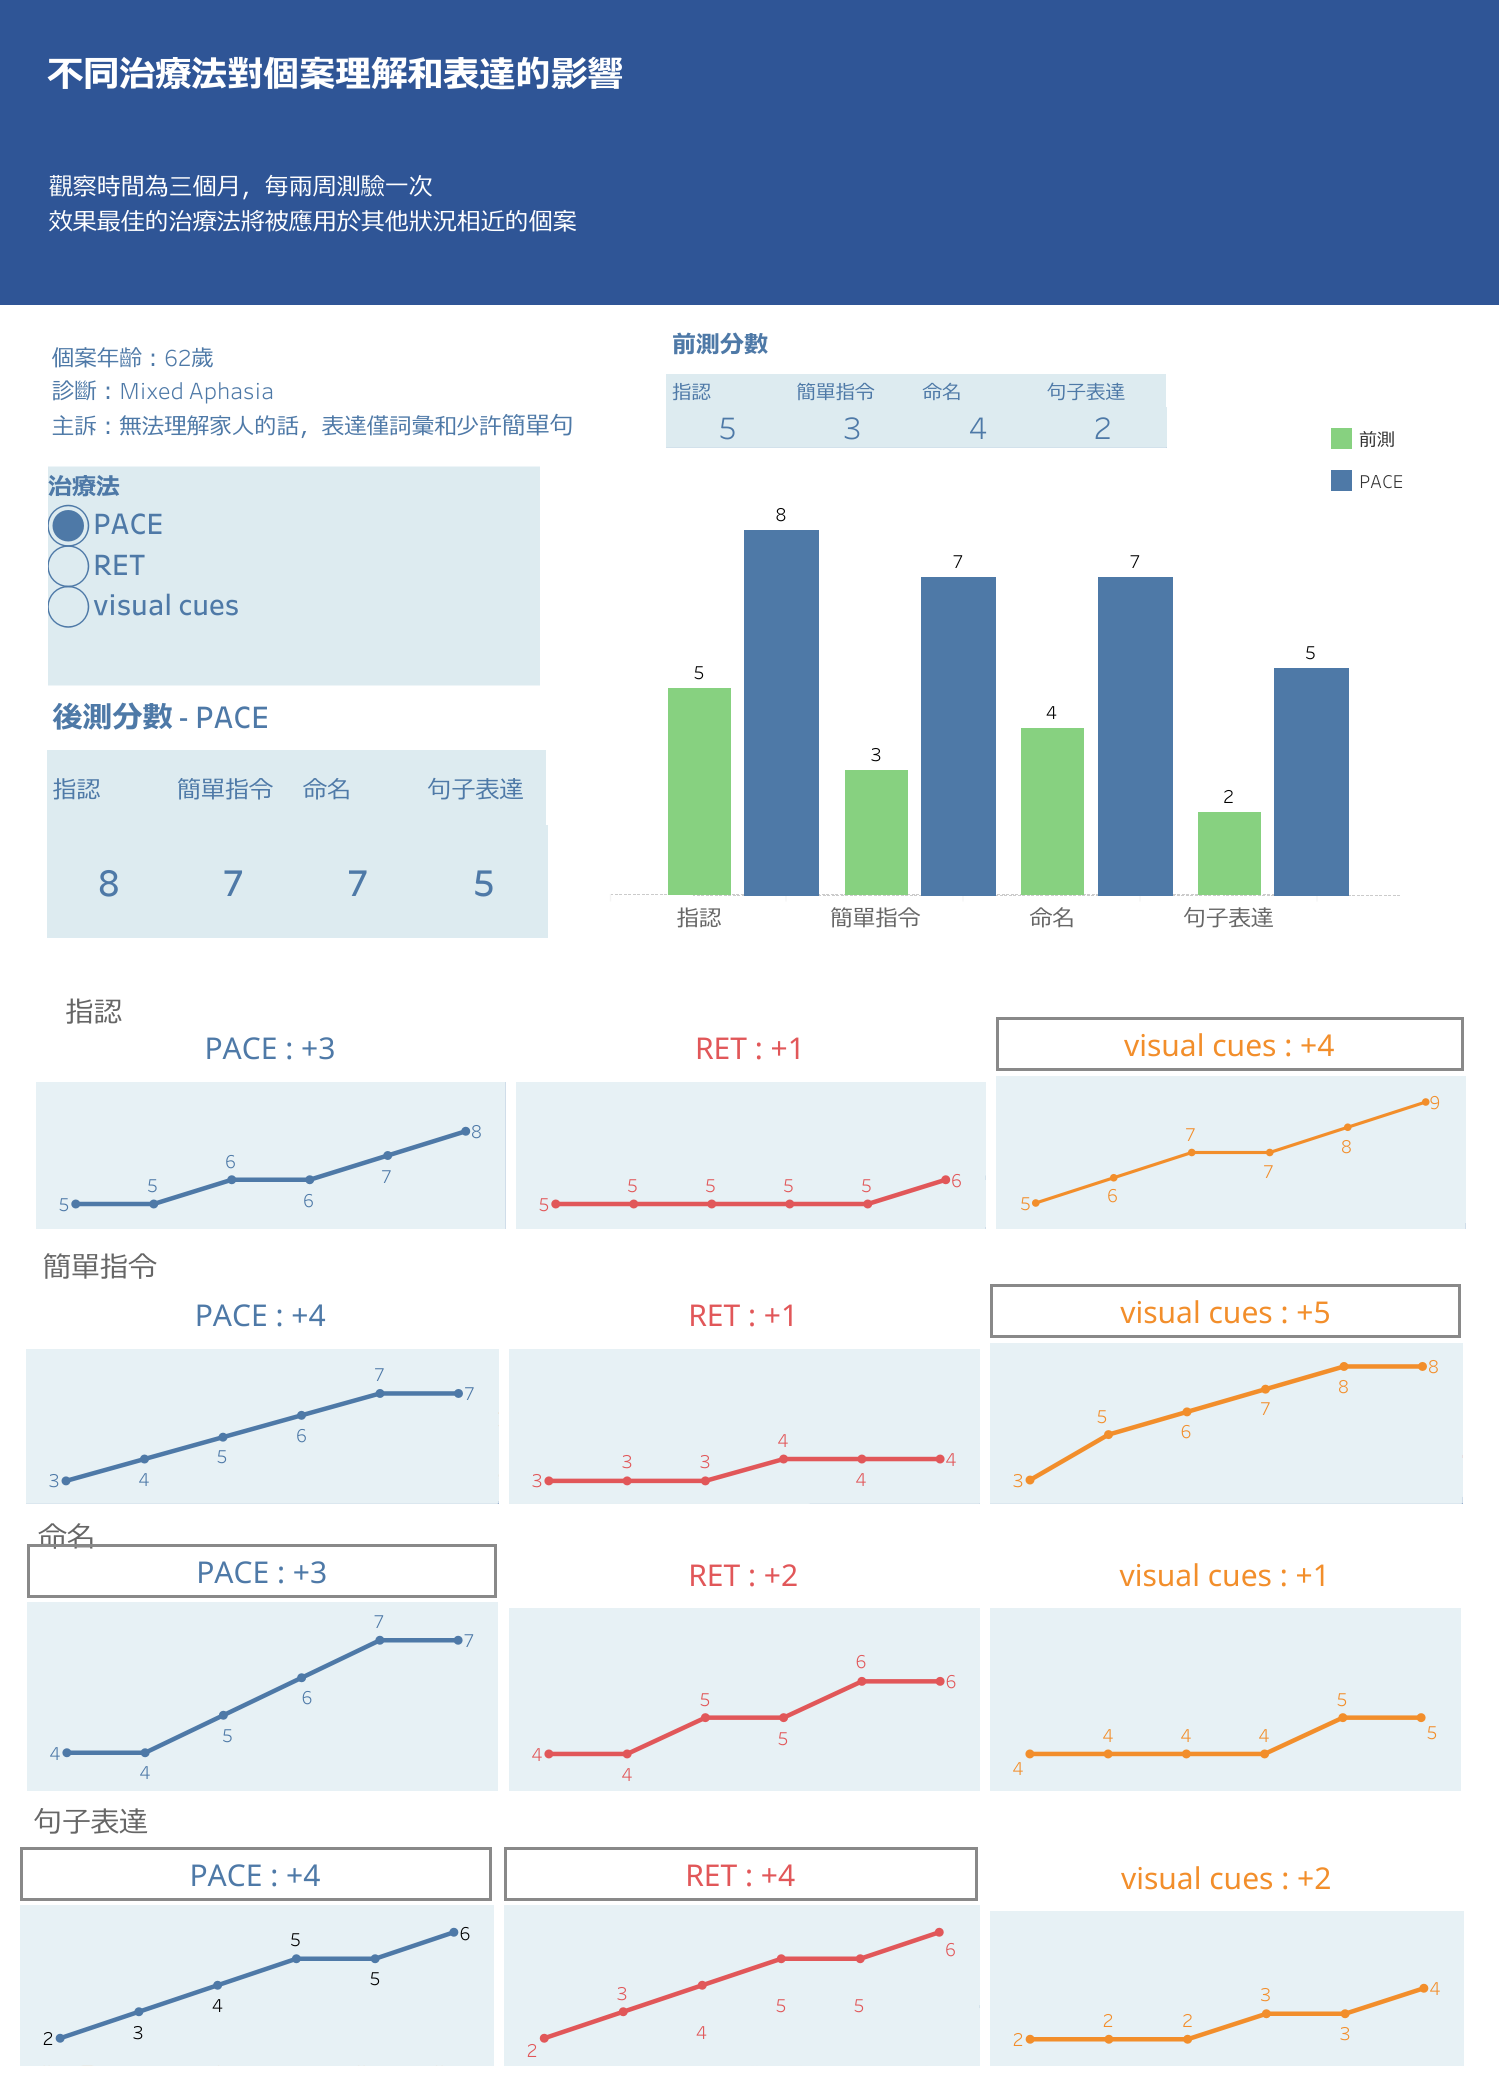 不同治療法對個案理解和表達的影響
觀察時間為三個月，每兩周測驗一次
效果最佳的治療法將被應用於其他狀況相近的個案
個案年齡：62歲
診斷：Mixed Aphasia
主訴：無法理解家人的話，表達僅詞彙和少許簡單句
治療法
PACE
RET
visual cues
後測分數 - PACE
指認 簡單指令 命名 句子表達
8 7 7 5
前測分數
指認 簡單指令 命名 句子表達
5 3 4 2
前測
PACE
5 8 3 7 4 7 2 5
指認 簡單指令 命名 句子表達
指認
PACE : +3
5 5 6 6 7 8
RET : +1
5 5 5 5 5 6
visual cues : +4
5 6 7 7 8 9
簡單指令
PACE : +4
3 4 5 6 7 7
RET : +1
3 3 3 4 4 4
visual cues : +5
3 5 6 7 8 8
命名
PACE : +3
4 4 5 6 7 7
RET : +2
4 4 5 5 6 6
visual cues : +1
4 4 4 4 5 5
句子表達
PACE : +4
2 3 4 5 5 6
RET : +4
2 3 4 5 5 6
visual cues : +2
2 2 2 3 3 4